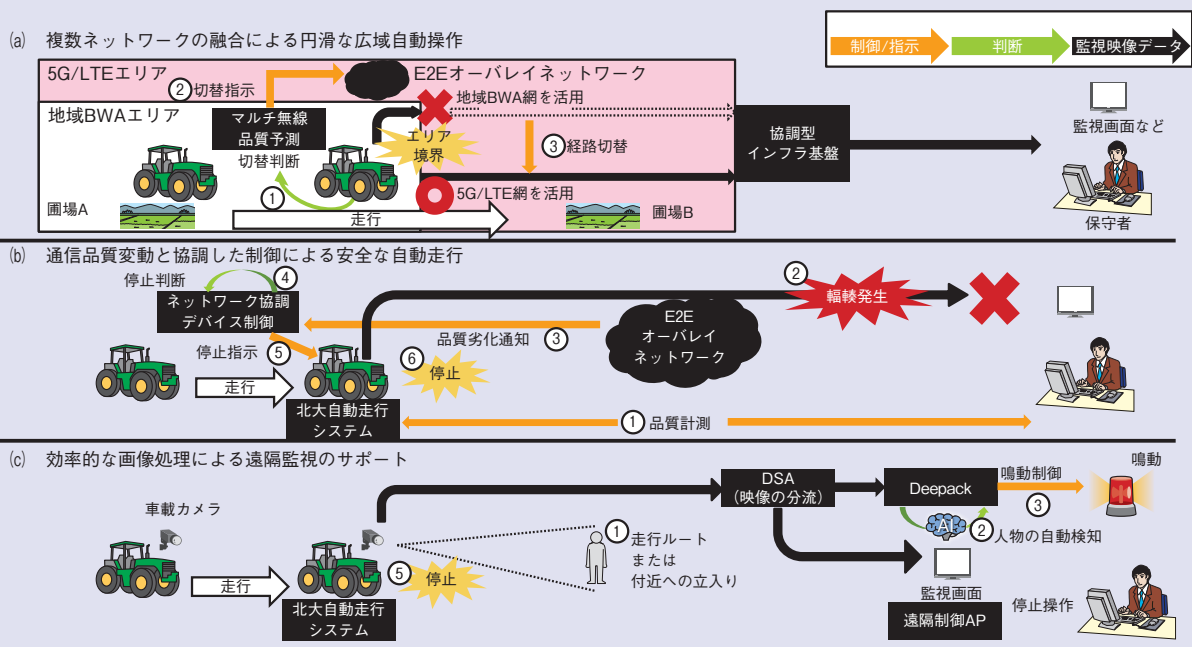 (a) 複数ネットワークの融合による円滑な広域自動操作
制御/指示
判断
監視映像データ
5G/LTEエリア
E2Eオーバレイネットワーク
②切替指示
地域BWA網を活用
地域BWAエリア
マルチ無線
品質予測
切替判断
エリア
境界
③経路切替
協調型
インフラ基盤
監視画面など
①
5G/LTE網を活用
圃場A
走行
圃場B
保守者
(b) 通信品質変動と協調した制御による安全な自動走行
停止判断
④
ネットワーク協調
デバイス制御
②
輻輳発生
E2E
オーバレイ
ネットワーク
品質劣化通知 ③
停止指示 ⑤
⑥
停止
走行
北大自動走行
システム
①品質計測
(c) 効率的な画像処理による遠隔監視のサポート
車載カメラ
DSA
(映像の分流)
Deepack
鳴動制御
③
鳴動
AI
②人物の自動検知
①走行ルート
または
付近への立入り
⑤
停止
走行
北大自動走行
システム
監視画面
遠隔制御AP
停止操作